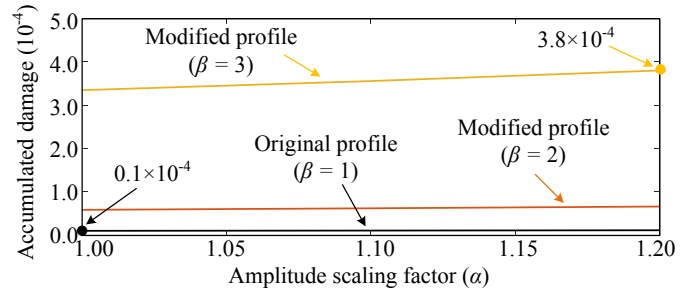 Accumulated damage (10⁻⁴)
5.0
4.0
3.0
2.0
1.0
0.0
Modified profile
(β = 3)
3.8×10⁻⁴
Original profile
(β = 1)
Modified profile
(β = 2)
0.1×10⁻⁴
1.00
1.05
1.10
1.15
1.20
Amplitude scaling factor (α)